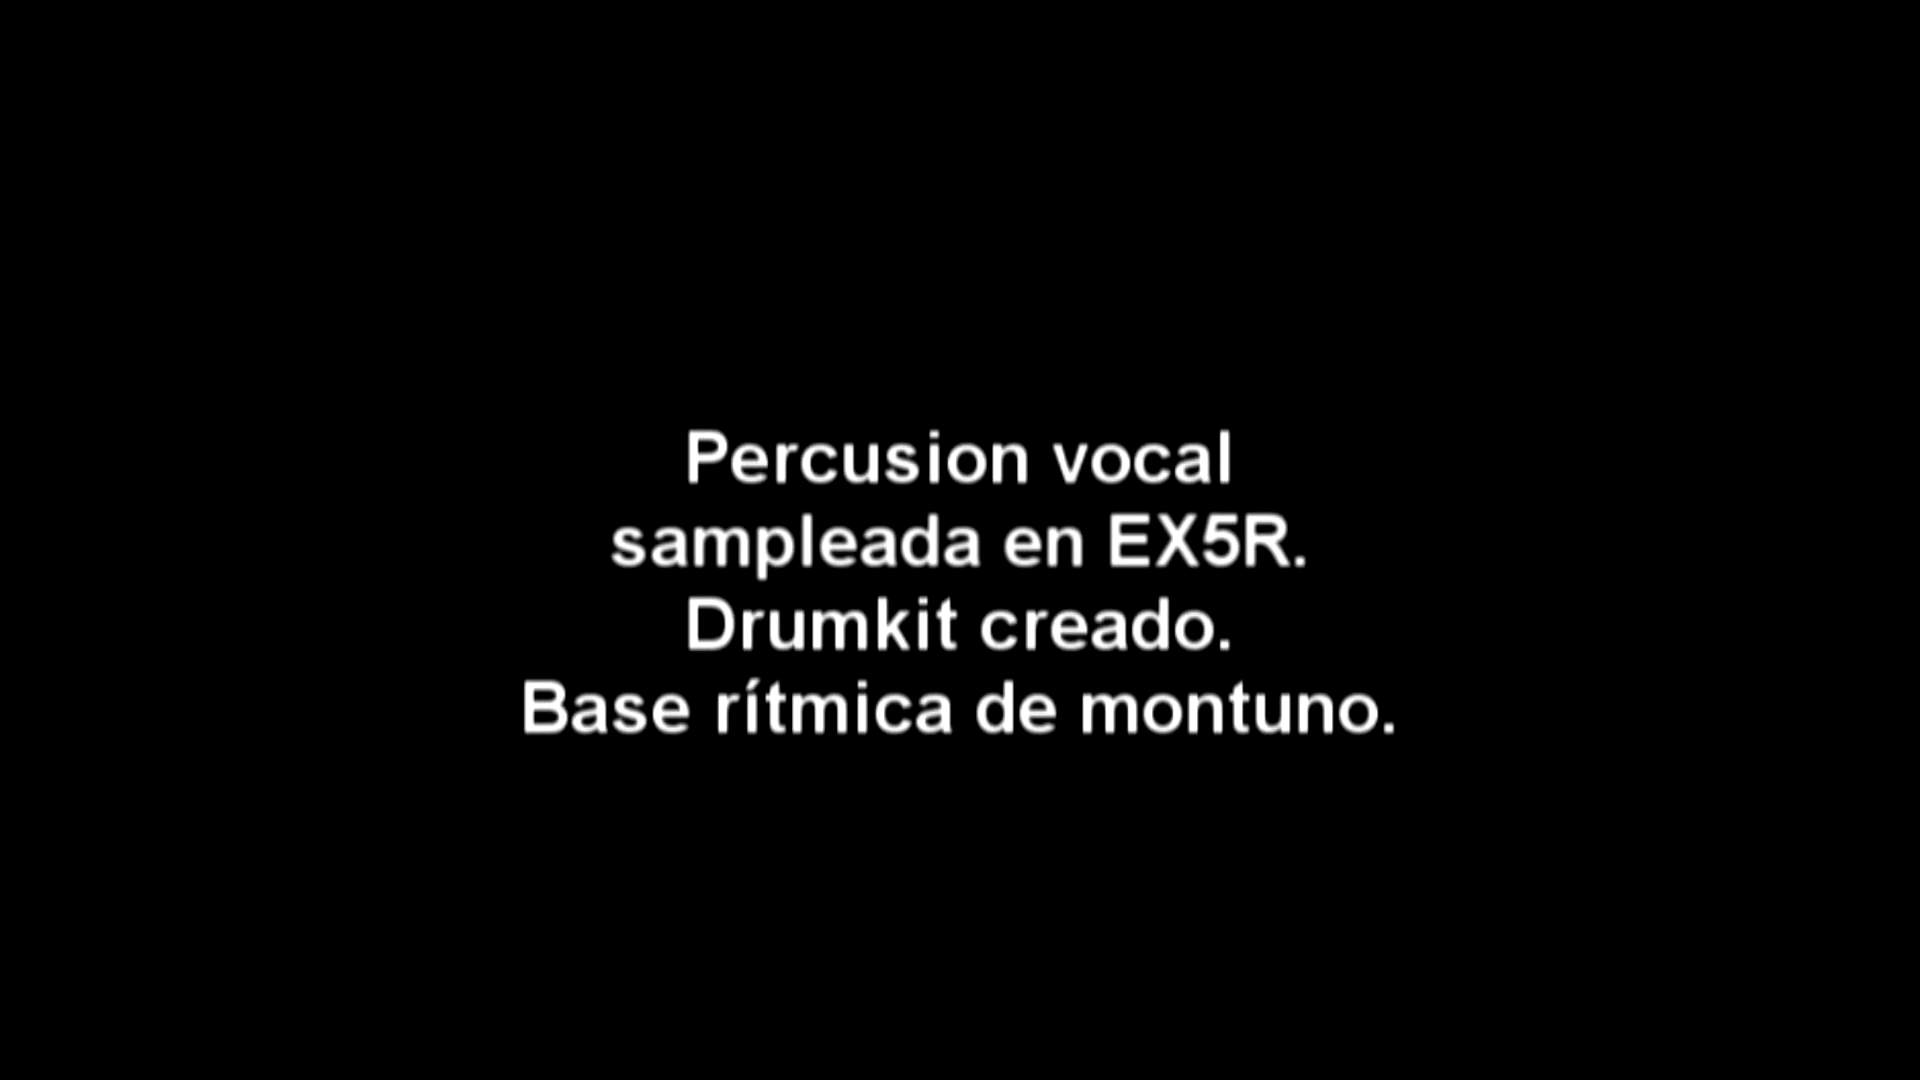 Percusion vocal
sampleada en EX5R.
Drumkit creado.
Base rítmica de montuno.